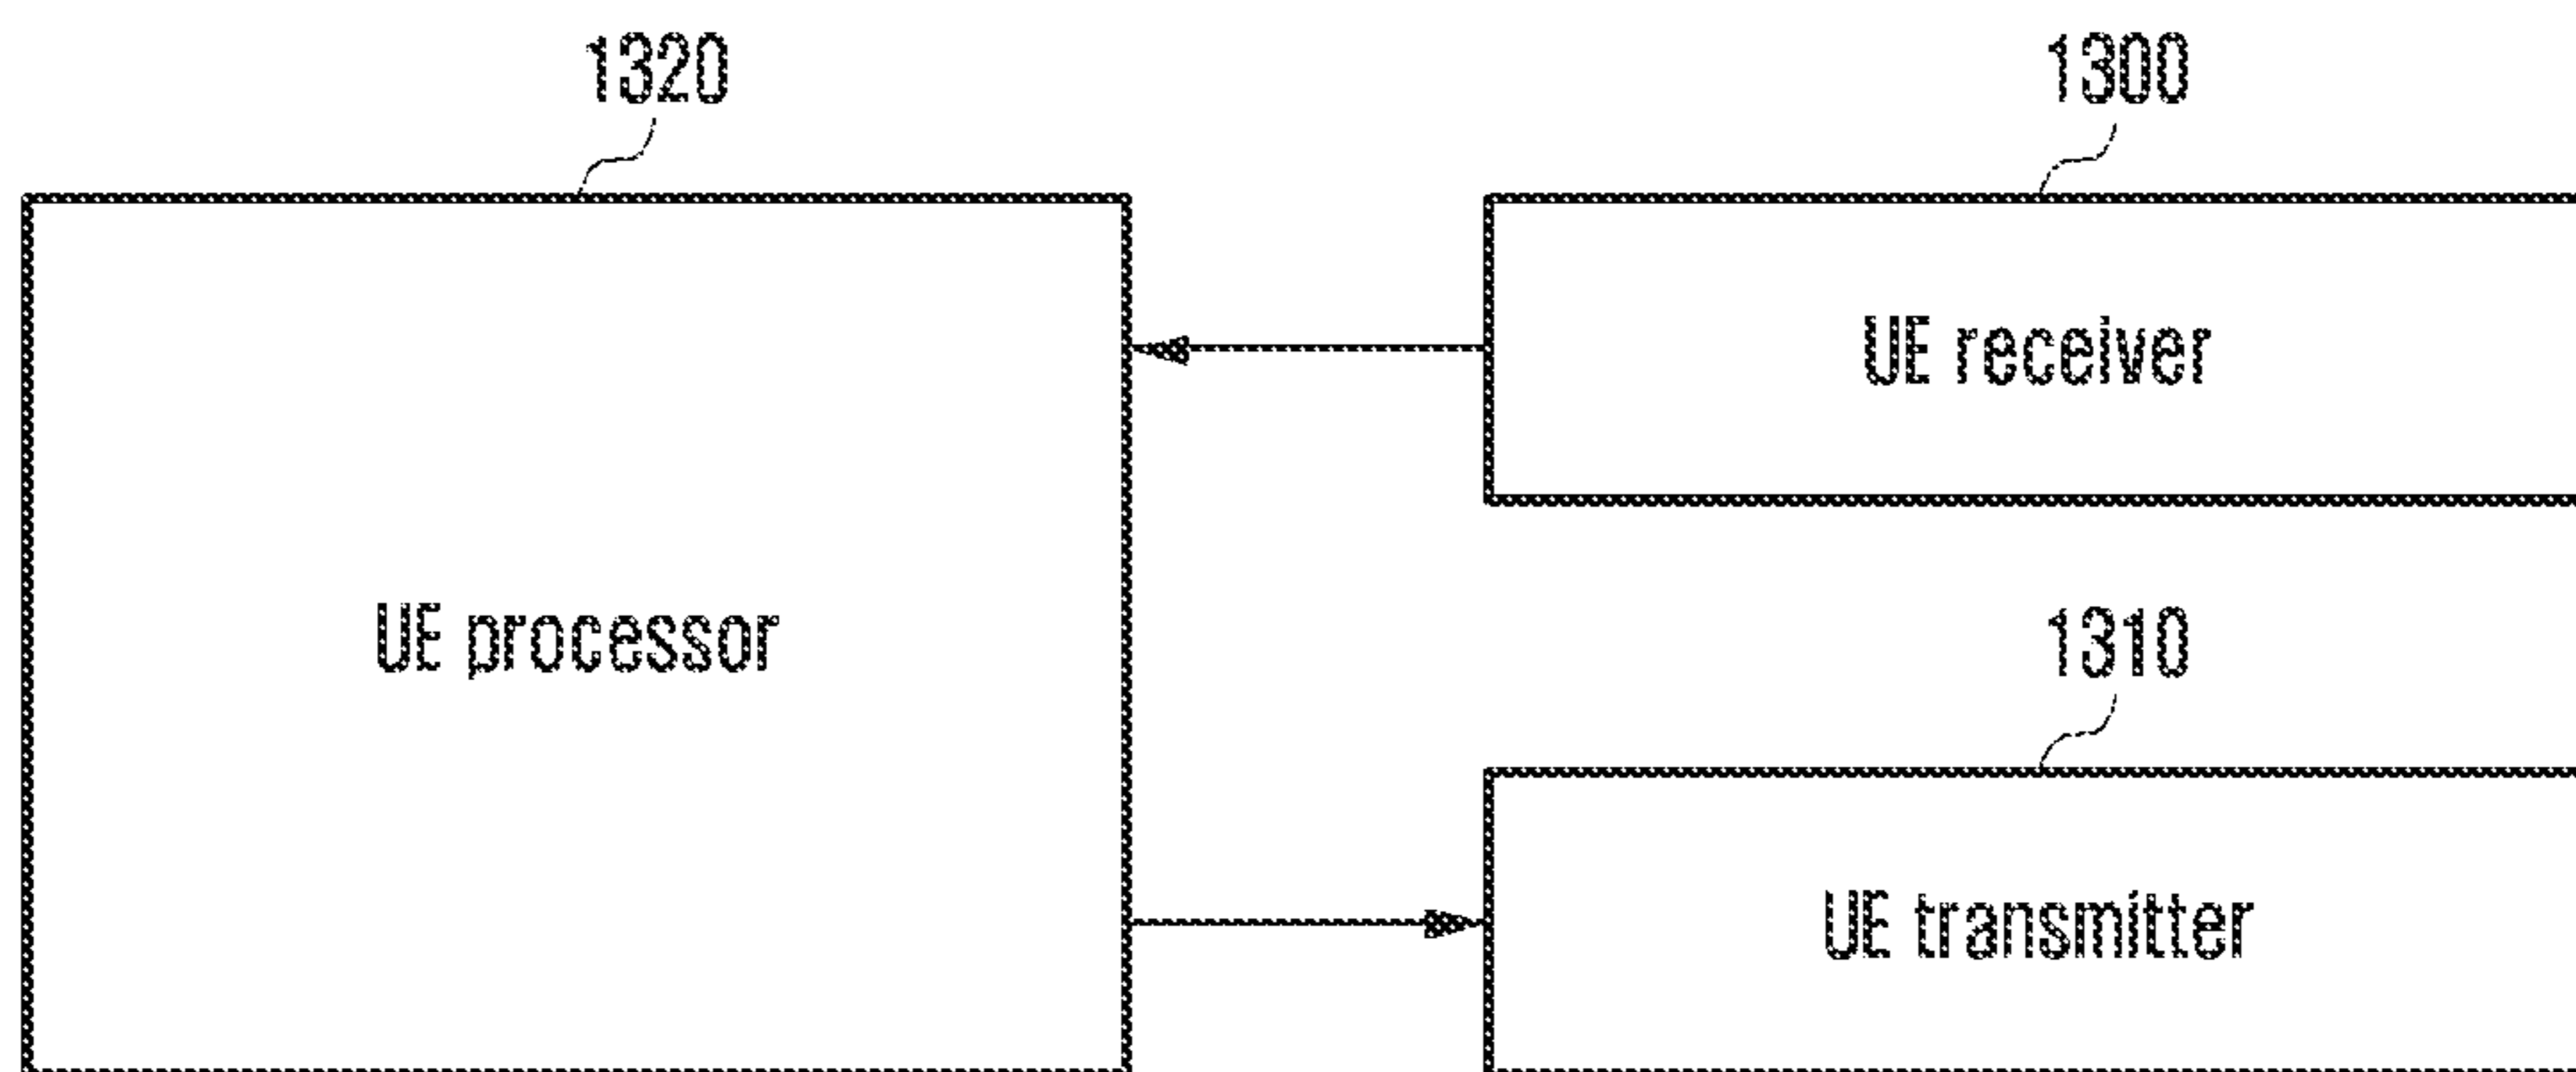 1320
1300
UE receiver
UE processor
1310
UE transmitter